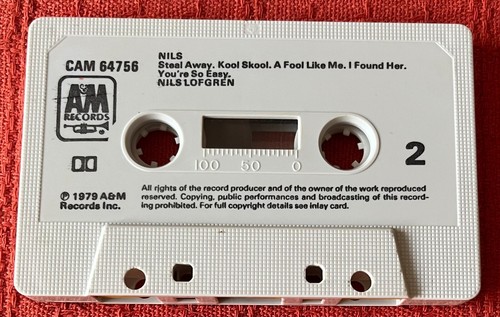 CAM 64756
NILS
Steal Away. Kool Skool. A Fool Like Me. I Found Her.
You're So Easy.
NILS LOFGREN
A&M
RECORDS
100 50 0
2
℗ 1979 A&M
Records Inc.
All rights of the record producer and of the owner of the work reproduced
reserved. Copying, public performances and broadcasting of this record-
ing prohibited. For full copyright details see inlay card.